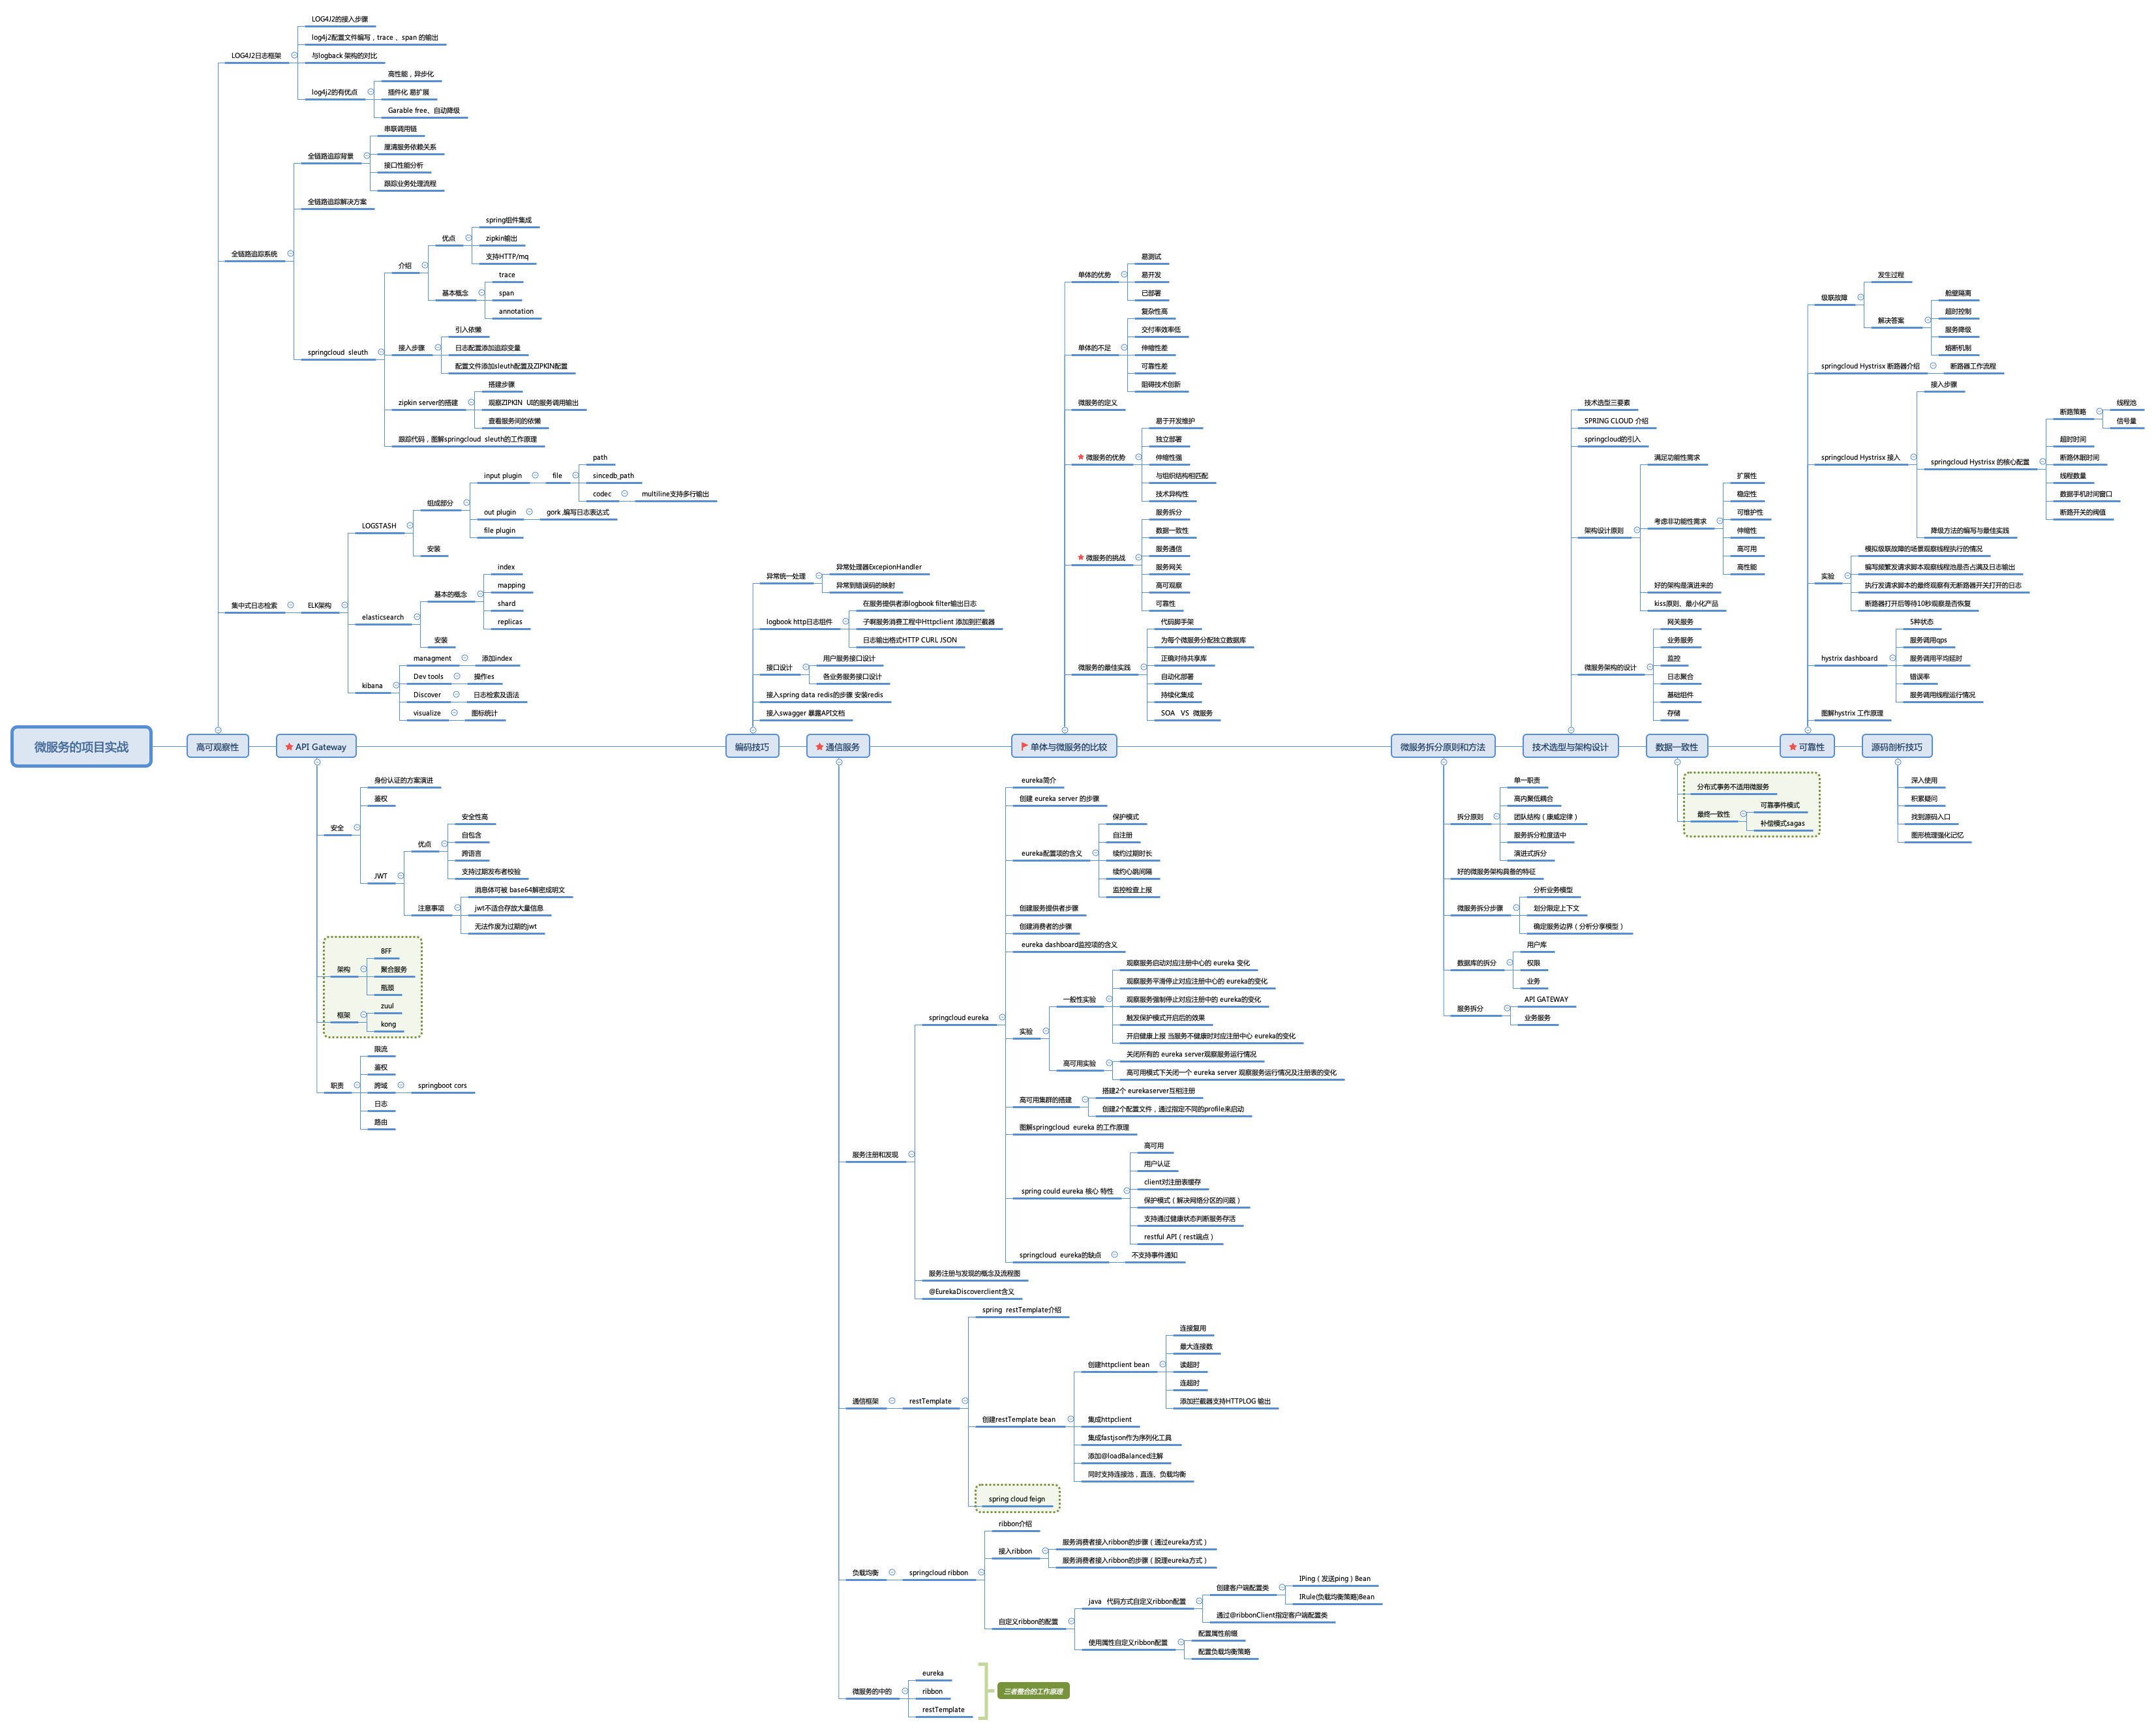 微服务的项目实战
高可观察性
LOG4J2日志框架
LOG4J2的接入步骤
log4j2配置文件编写，trace 、span 的输出
与logback 架构的对比
log4j2的有优点
高性能，异步化
插件化 易扩展
Garable free、自动降级
全链路追踪系统
全链路追踪背景
串联调用链
厘清服务依赖关系
接口性能分析
跟踪业务处理流程
全链路追踪解决方案
springcloud sleuth
介绍
优点
spring组件集成
zipkin输出
支持HTTP/mq
基本概念
trace
span
annotation
接入步骤
引入依懒
日志配置添加追踪变量
配置文件添加sleuth配置及ZIPKIN配置
zipkin server的搭建
搭建步骤
观察ZIPKIN UI的服务调用输出
查看服务间的依懒
跟踪代码，图解springcloud sleuth的工作原理
集中式日志检索
ELK架构
LOGSTASH
组成部分
input plugin
file
path
sincedb_path
codec
multiline支持多行输出
out plugin
gork ,编写日志表达式
file plugin
安装
elasticsearch
基本的概念
index
mapping
shard
replicas
安装
kibana
managment
添加index
Dev tools
操作es
Discover
日志检索及语法
visualize
图标统计
API Gateway
安全
身份认证的方案演进
鉴权
JWT
优点
安全性高
自包含
跨语言
支持过期发布者校验
注意事项
消息体可被 base64解密成明文
jwt不适合存放大量信息
无法作废为过期的jwt
架构
BFF
聚合服务
瓶颈
框架
zuul
kong
职责
限流
鉴权
跨域
springboot cors
日志
路由
编码技巧
异常统一处理
异常处理器ExcepionHandler
异常到错误码的映射
logbook http日志组件
在服务提供者添logbook filter输出日志
子啊服务消费工程中Httpclient 添加到拦截器
日志输出格式HTTP CURL JSON
接口设计
用户服务接口设计
各业务服务接口设计
接入spring data redis的步骤 安装redis
接入swagger 暴露API文档
通信服务
服务注册和发现
springcloud eureka
eureka简介
创建 eureka server 的步骤
eureka配置项的含义
保护模式
自注册
续约过期时长
续约心跳间隔
监控检查上报
创建服务提供者步骤
创建消费者的步骤
eureka dashboard监控项的含义
实验
一般性实验
观察服务启动对应注册中心的 eureka 变化
观察服务平滑停止对应注册中心的 eureka的变化
观察服务强制停止对应注册中的 eureka的变化
触发保护模式开启后的效果
开启健康上报 当服务不健康时对应注册中心 eureka的变化
高可用实验
关闭所有的 eureka server观察服务运行情况
高可用模式下关闭一个 eureka server 观察服务运行情况及注册表的变化
高可用集群的搭建
搭建2个 eurekaserver互相注册
创建2个配置文件，通过指定不同的profile来启动
图解springcloud eureka 的工作原理
spring could eureka 核心 特性
高可用
用户认证
client对注册表缓存
保护模式（解决网络分区的问题）
支持通过健康状态判断服务存活
restful API（rest端点）
springcloud eureka的缺点
不支持事件通知
服务注册与发现的概念及流程图
@EurekaDiscoverclient含义
通信框架
restTemplate
spring restTemplate介绍
创建restTemplate bean
创建httpclient bean
连接复用
最大连接数
读超时
连超时
添加拦截器支持HTTPLOG 输出
集成httpclient
集成fastjson作为序列化工具
添加@loadBalanced注解
同时支持连接池，直连、负载均衡
spring cloud feign
负载均衡
springcloud ribbon
ribbon介绍
接入ribbon
服务消费者接入ribbon的步骤（通过eureka方式）
服务消费者接入ribbon的步骤（脱理eureka方式）
自定义ribbon的配置
java 代码方式自定义ribbon配置
创建客户端配置类
IPing（发送ping）Bean
IRule(负载均衡策略)Bean
通过@ribbonClient指定客户端配置类
使用属性自定义ribbon配置
配置属性前缀
配置负载均衡策略
微服务的中的
eureka
ribbon
restTemplate
三者整合的工作原理
单体与微服务的比较
单体的优势
易测试
易开发
已部署
单体的不足
复杂性高
交付率效率低
伸缩性差
可靠性差
阻碍技术创新
微服务的定义
微服务的优势
易于开发维护
独立部署
伸缩性强
与组织结构相匹配
技术异构性
微服务的挑战
服务拆分
数据一致性
服务通信
服务网关
高可观察
可靠性
微服务的最佳实践
代码脚手架
为每个微服务分配独立数据库
正确对待共享库
自动化部署
持续化集成
SOA VS 微服务
微服务拆分原则和方法
拆分原则
单一职责
高内聚低耦合
团队结构（康威定律）
服务拆分粒度适中
演进式拆分
好的微服务架构具备的特征
微服务拆分步骤
分析业务模型
划分限定上下文
确定服务边界（分析分享模型）
数据库的拆分
用户库
权限
业务
服务拆分
API GATEWAY
业务服务
技术选型与架构设计
技术选型三要素
SPRING CLOUD 介绍
springcloud的引入
架构设计原则
满足功能性需求
考虑非功能性需求
扩展性
稳定性
可维护性
伸缩性
高可用
高性能
好的架构是演进来的
kiss原则、最小化产品
微服务架构的设计
网关服务
业务服务
监控
日志聚合
基础组件
存储
数据一致性
分布式事务不适用微服务
最终一致性
可靠事件模式
补偿模式sagas
可靠性
级联故障
发生过程
解决答案
舱壁隔离
超时控制
服务降级
熔断机制
springcloud Hystrisx 断路器介绍
断路器工作流程
springcloud Hystrisx 接入
接入步骤
springcloud Hystrisx 的核心配置
断路策略
线程池
信号量
超时时间
断路休眠时间
线程数量
数据手机时间窗口
断路开关的阀值
降级方法的编写与最佳实践
实验
模拟级联故障的场景观察线程执行的情况
编写频繁发请求脚本观察线程池是否占满及日志输出
执行发请求脚本的最终观察有无断路器开关打开的日志
断路器打开后等待10秒观察是否恢复
hystrix dashboard
5种状态
服务调用qps
服务调用平均延时
错误率
服务调用线程运行情况
图解hystrix 工作原理
源码剖析技巧
深入使用
积累疑问
找到源码入口
图形梳理强化记忆